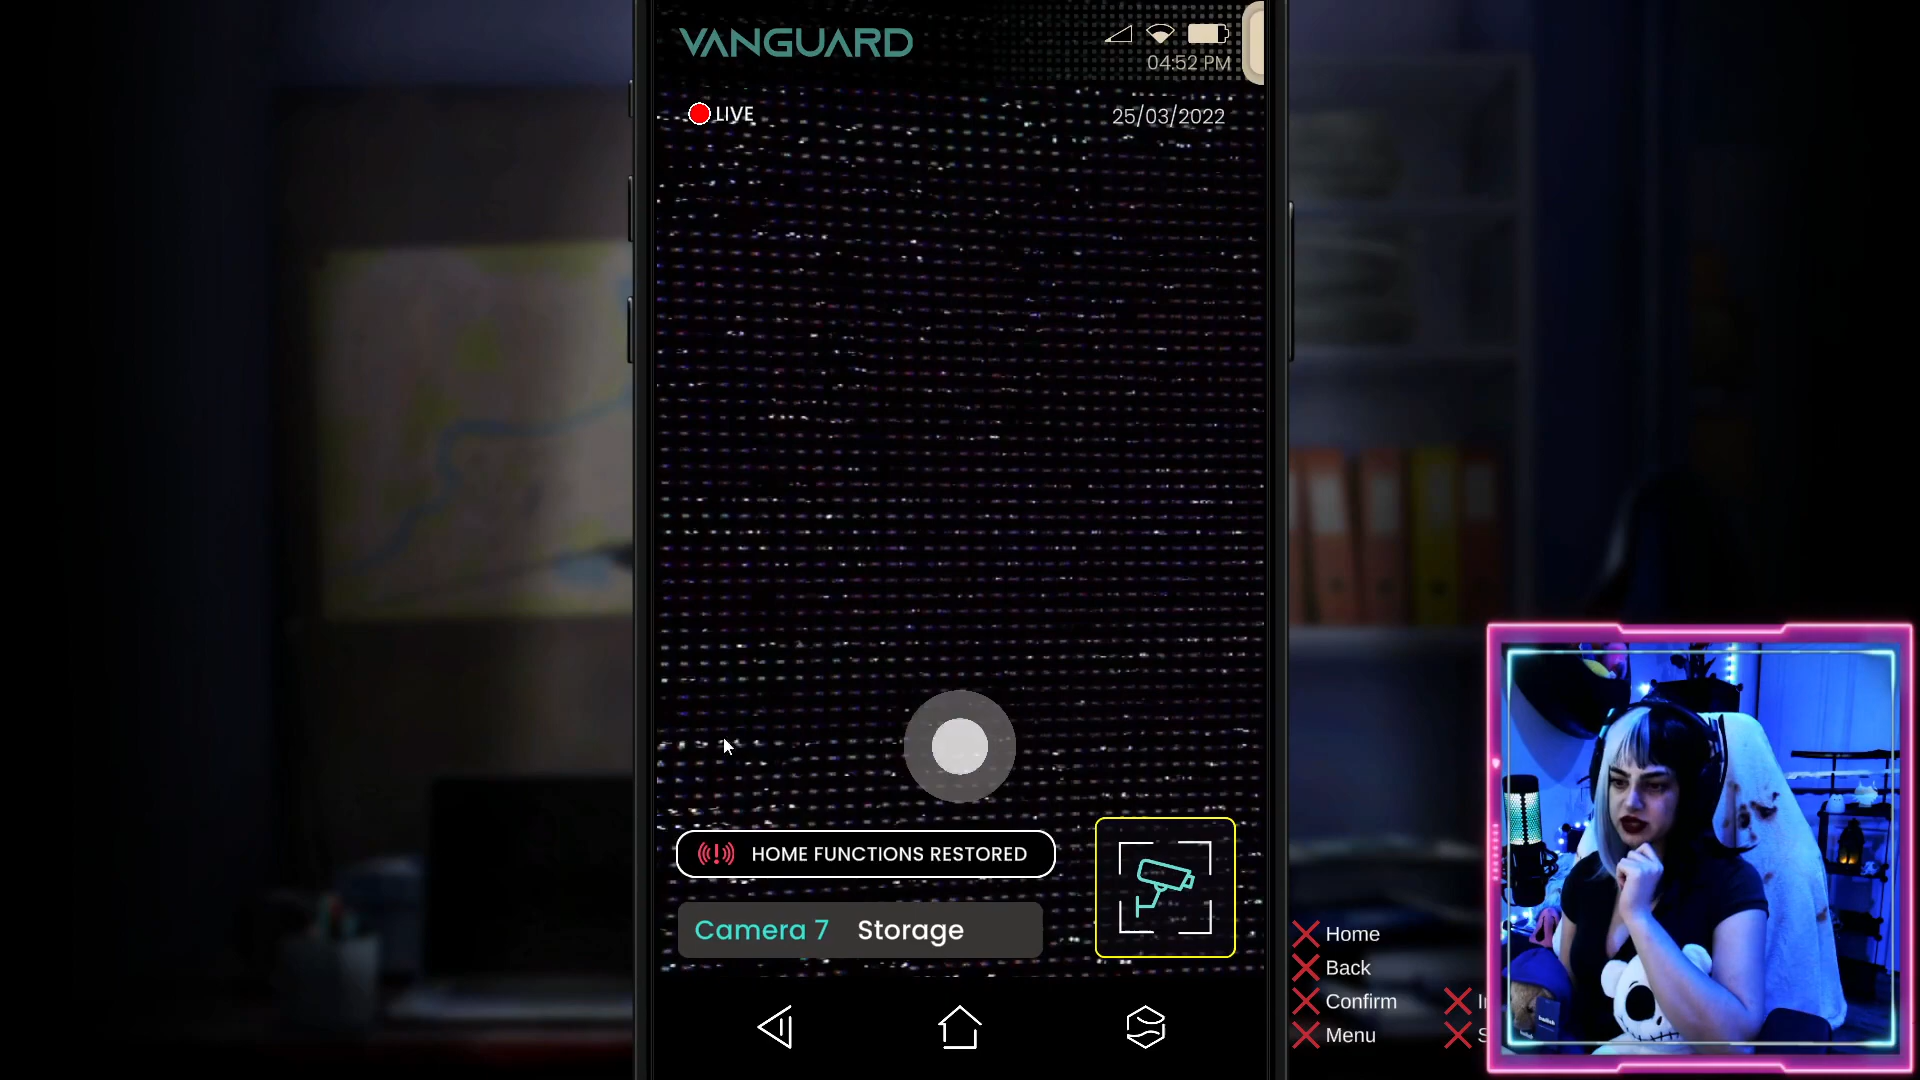 VANGUARD
04:52 PM
LIVE
25/03/2022
HOME FUNCTIONS RESTORED
Camera 7 Storage
Home
Back
Confirm
Menu